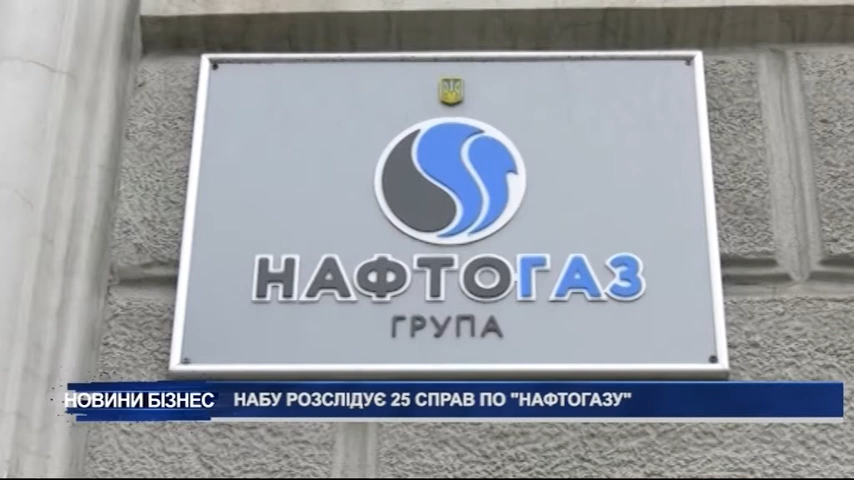 НАФТОГАЗ
ГРУПА
НОВИНИ БІЗНЕС
НАБУ РОЗСЛІДУЄ 25 СПРАВ ПО "НАФТОГАЗУ"